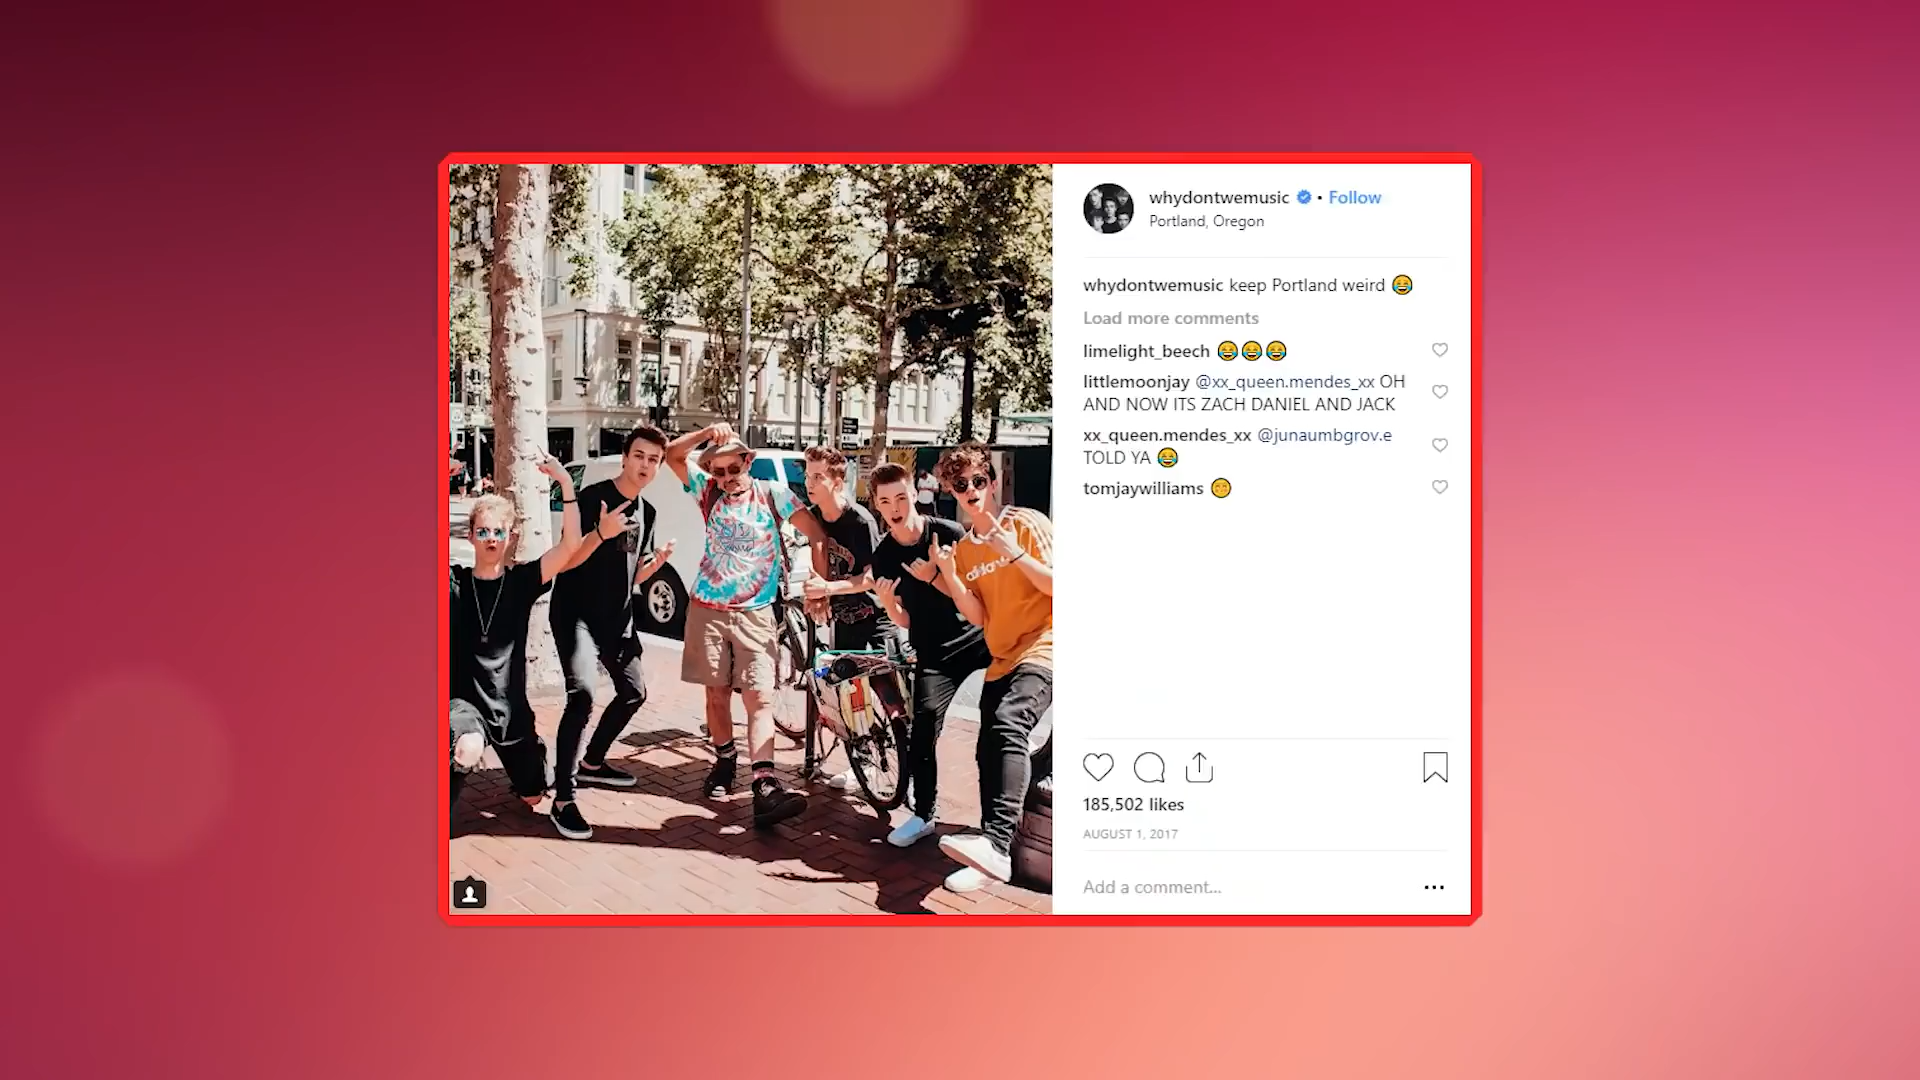 whydontwemusic • Follow
Portland, Oregon
whydontwemusic keep Portland weird 😂
Load more comments
limelight_beech 😂😂😂
littlemoonjay @xx_queen.mendes_xx OH
AND NOW ITS ZACH DANIEL AND JACK
xx_queen.mendes_xx @junaumbgrov.e
TOLD YA 😂
tomjaywilliams 😁
185,502 likes
AUGUST 1, 2017
Add a comment...